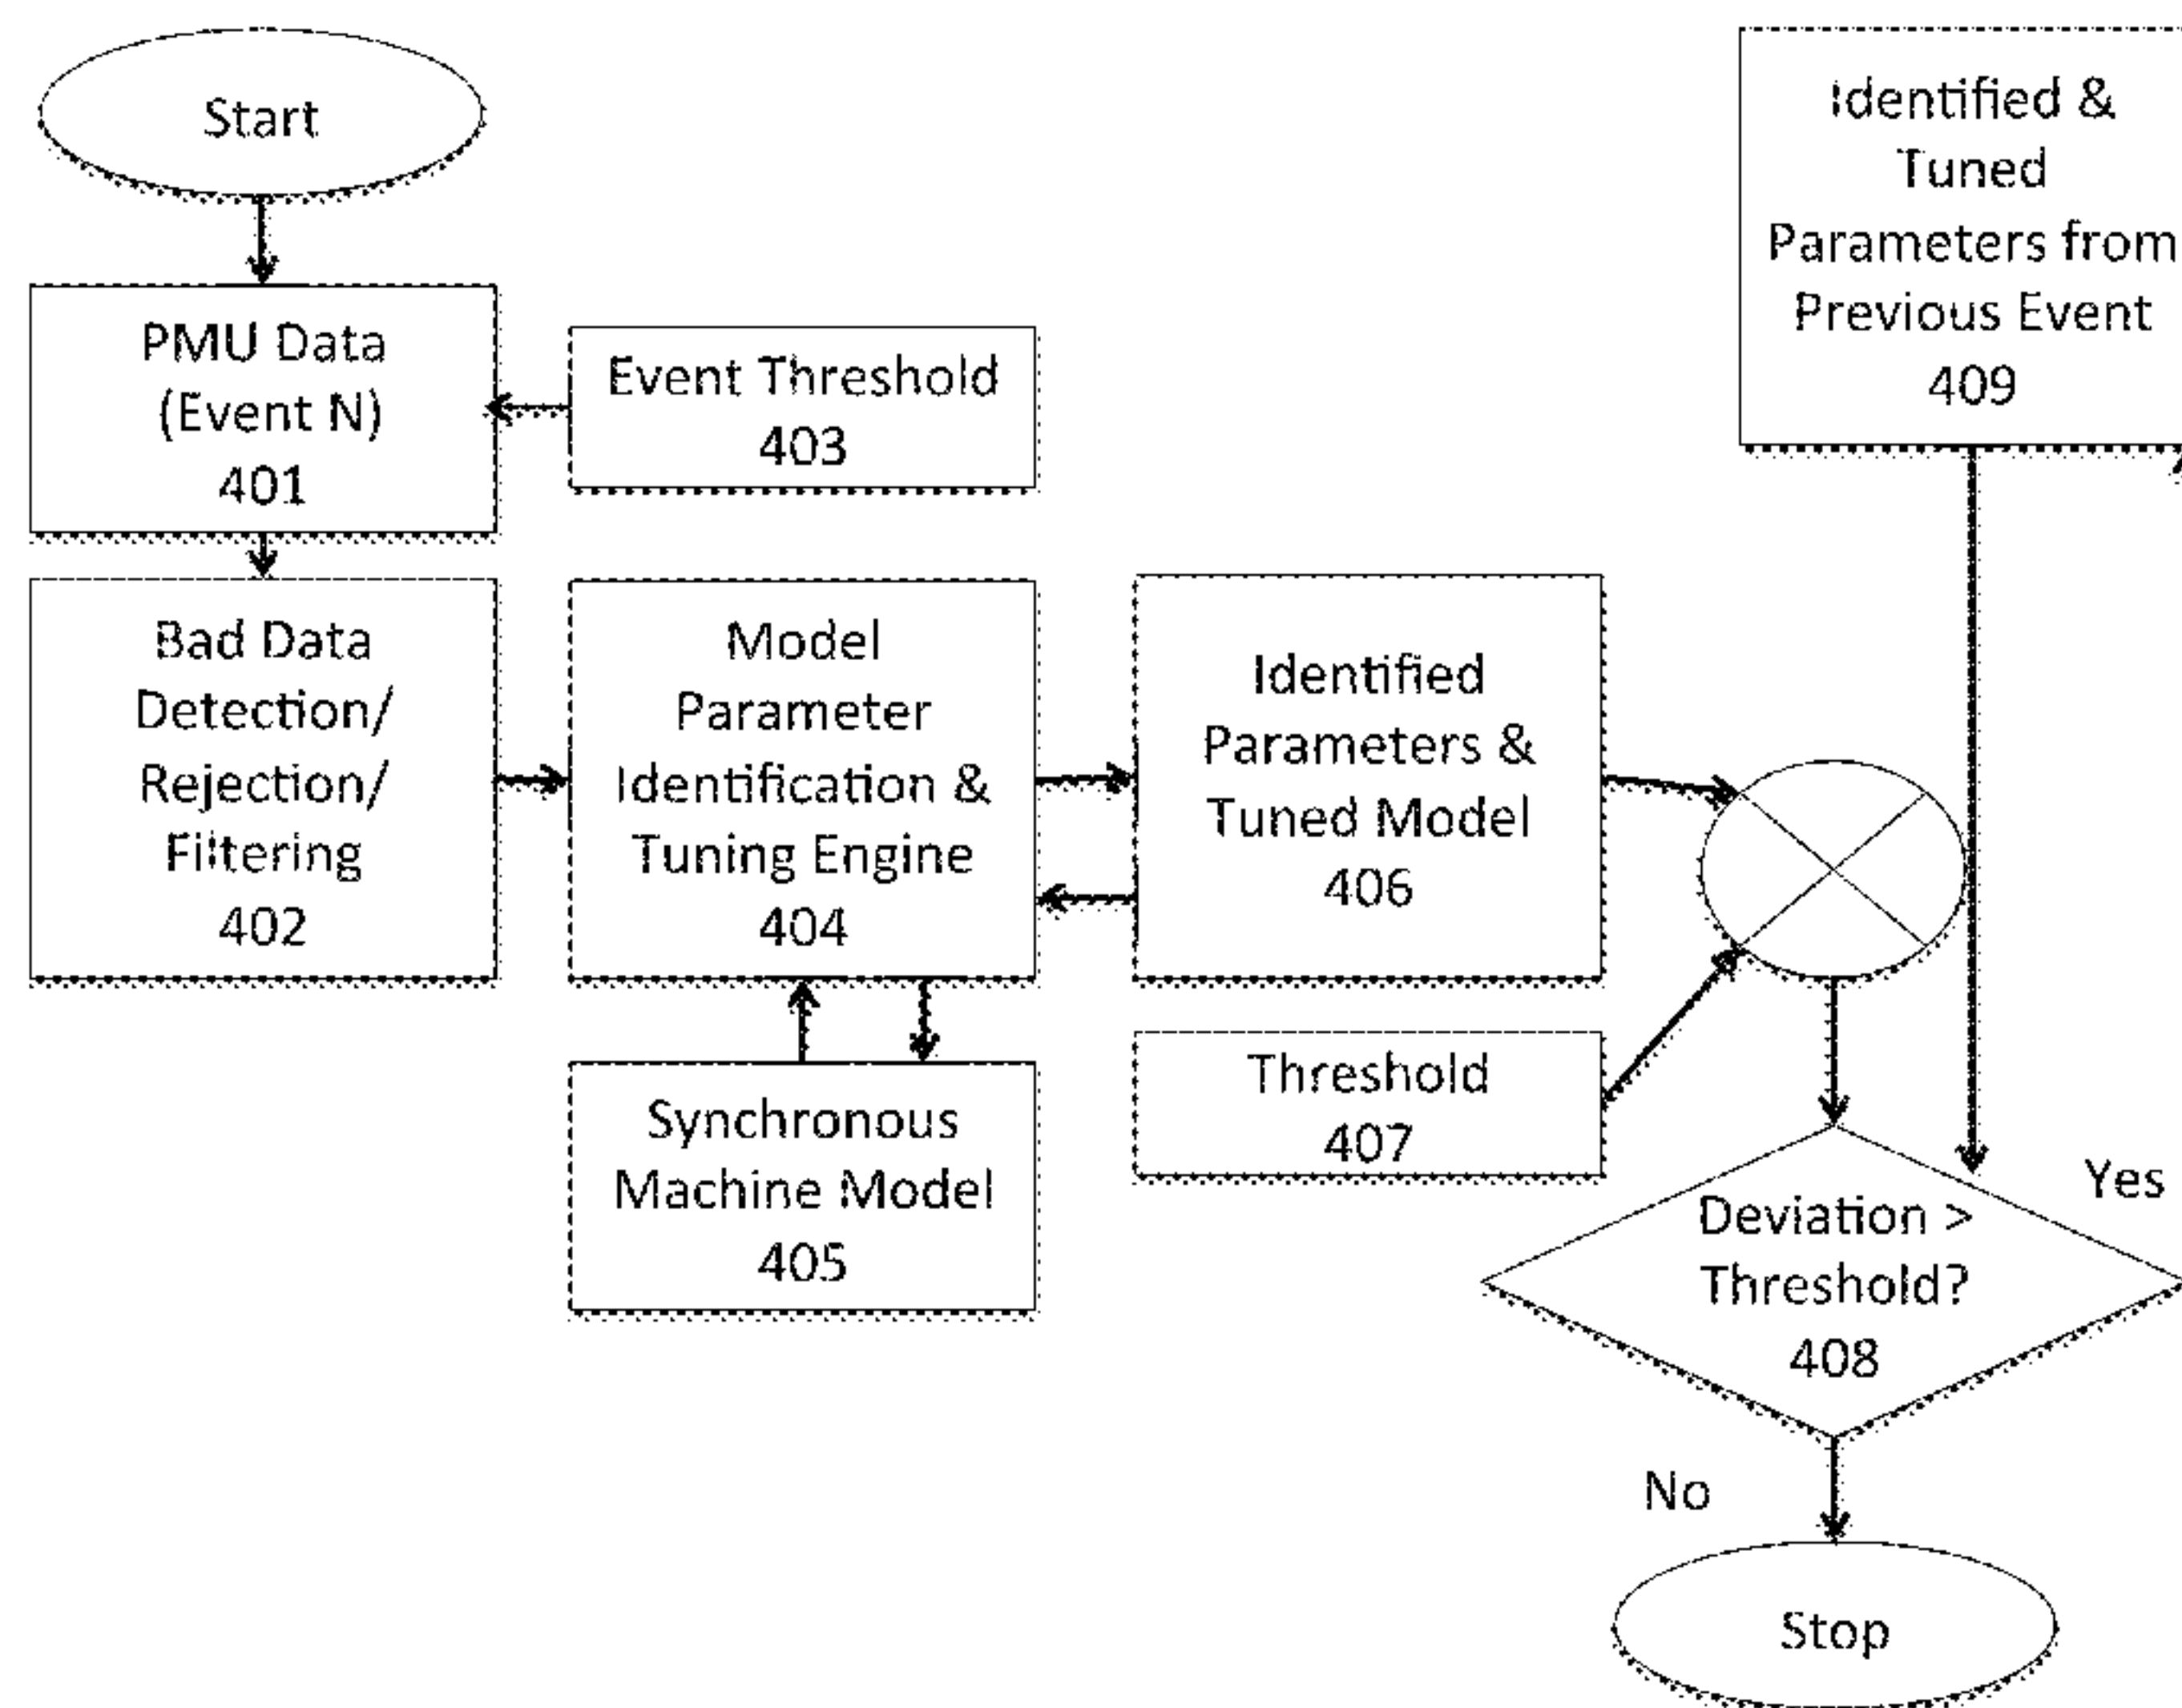 Start
PMU Data
(Event N)
401
Event Threshold
403
Identified &
Tuned
Parameters from
Previous Event
409
Bad Data
Detection/
Rejection/
Filtering
402
Model
Parameter
Identification &
Tuning Engine
404
Identified
Parameters &
Tuned Model
406
Synchronous
Machine Model
405
Threshold
407
Deviation >
Threshold?
408
Yes
No
Stop